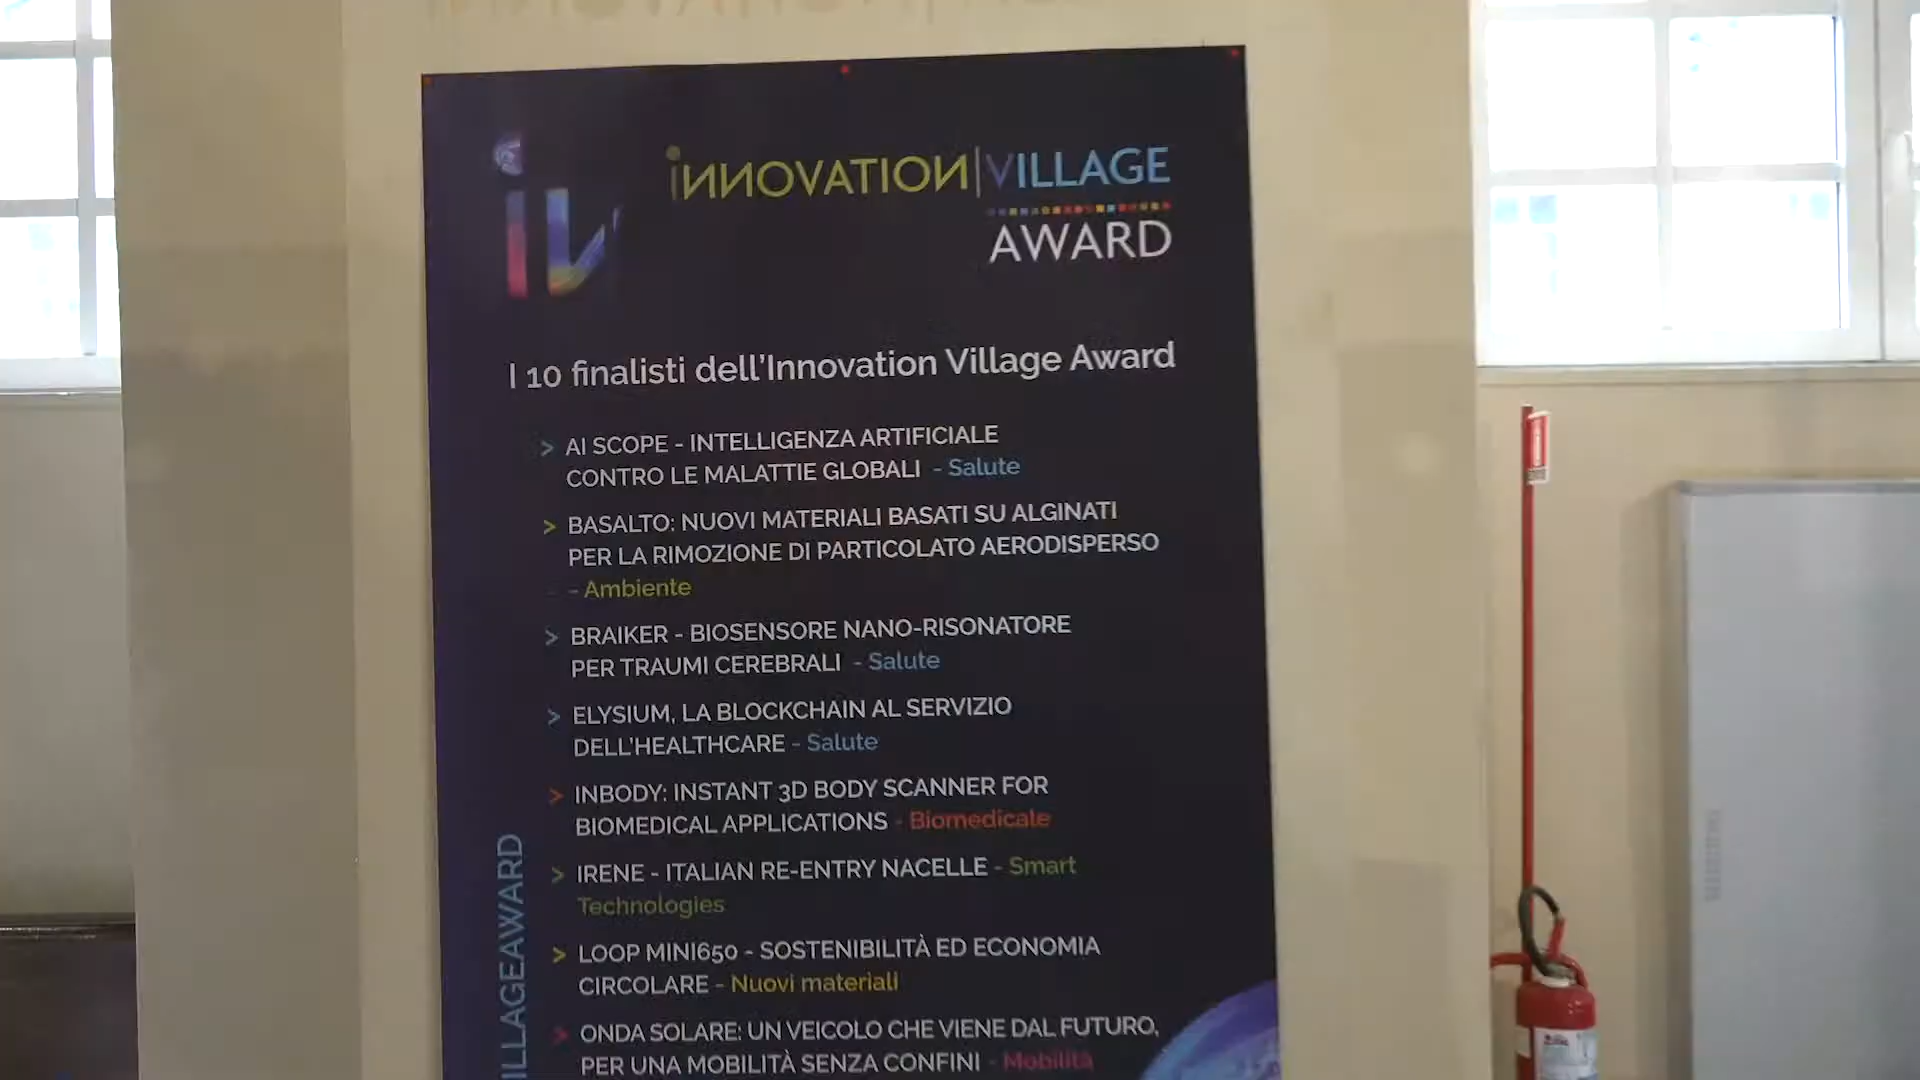 iNNOVATION|VILLAGE
AWARD
iv
I 10 finalisti dell'Innovation Village Award
> AI SCOPE - INTELLIGENZA ARTIFICIALE
CONTRO LE MALATTIE GLOBALI - Salute
> BASALTO: NUOVI MATERIALI BASATI SU ALGINATI
PER LA RIMOZIONE DI PARTICOLATO AERODISPERSO
- Ambiente
> BRAIKER - BIOSENSORE NANO-RISONATORE
PER TRAUMI CEREBRALI - Salute
> ELYSIUM, LA BLOCKCHAIN AL SERVIZIO
DELL'HEALTHCARE - Salute
> INBODY: INSTANT 3D BODY SCANNER FOR
BIOMEDICAL APPLICATIONS - Biomedicale
> IRENE - ITALIAN RE-ENTRY NACELLE - Smart
Technologies
> LOOP MINI650 - SOSTENIBILITÀ ED ECONOMIA
CIRCOLARE - Nuovi materiali
> ONDA SOLARE: UN VEICOLO CHE VIENE DAL FUTURO,
PER UNA MOBILITÀ SENZA CONFINI - Mobilità
ILLAGEAWARD